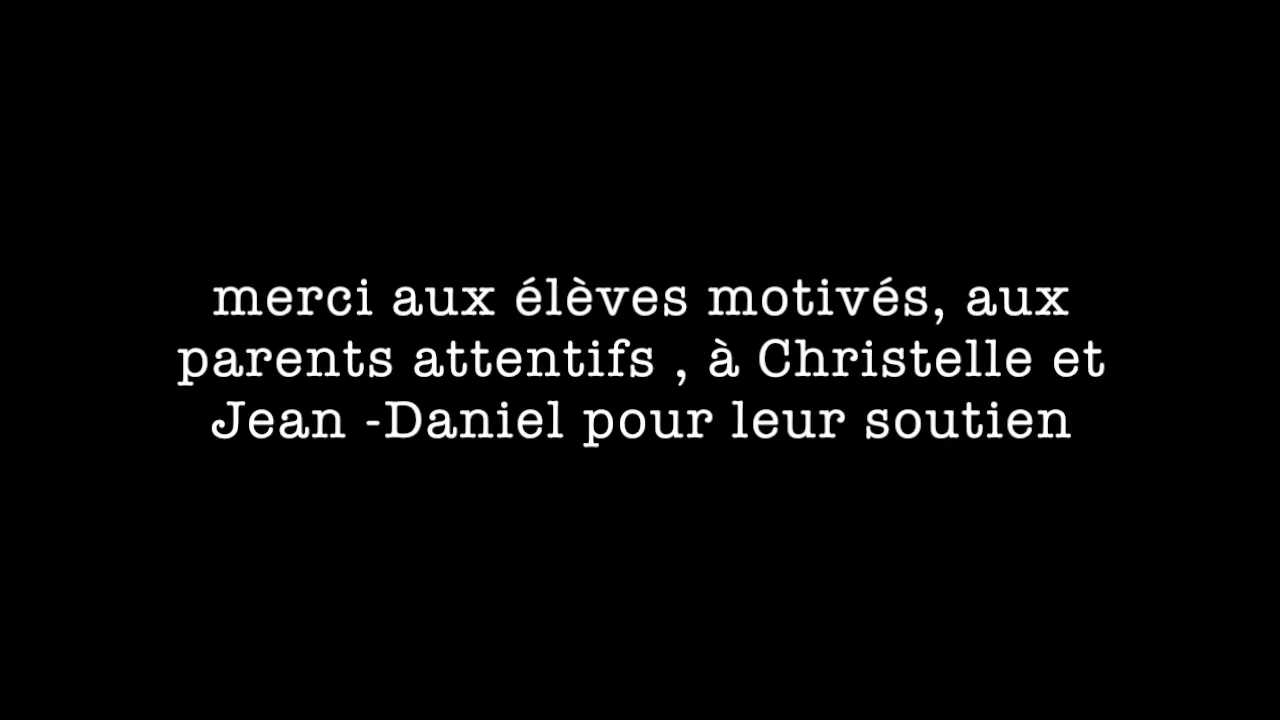 merci aux élèves motivés, aux
parents attentifs , à Christelle et
Jean -Daniel pour leur soutien